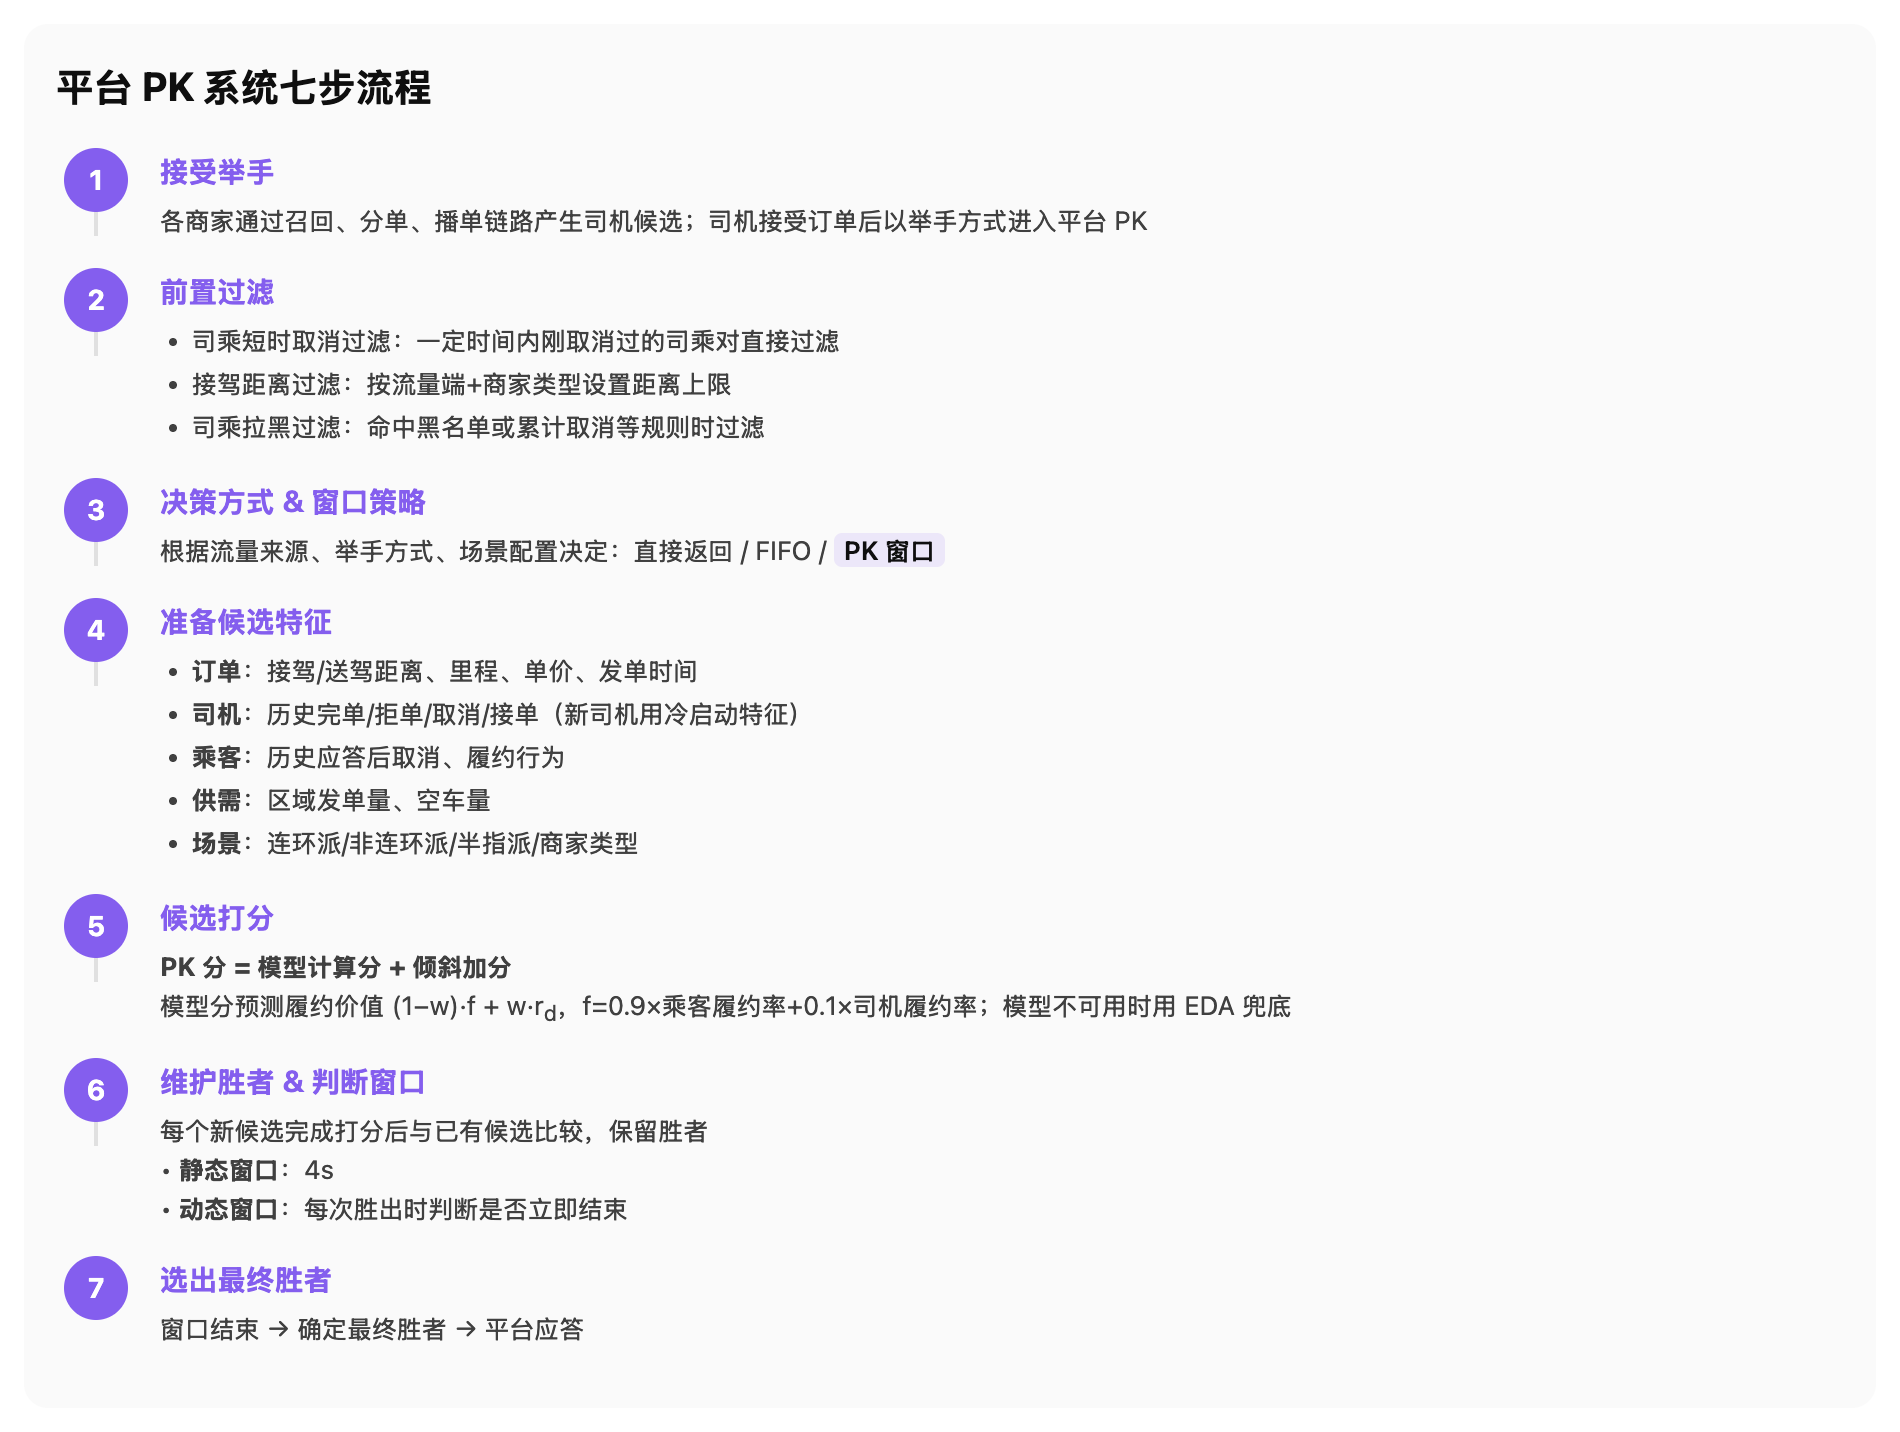 平台 PK 系统七步流程
1
接受举手
各商家通过召回、分单、播单链路产生司机候选；司机接受订单后以举手方式进入平台 PK
2
前置过滤
• 司乘短时取消过滤：一定时间内刚取消过的司乘对直接过滤
• 接驾距离过滤：按流量端+商家类型设置距离上限
• 司乘拉黑过滤：命中黑名单或累计取消等规则时过滤
3
决策方式 & 窗口策略
根据流量来源、举手方式、场景配置决定：直接返回 / FIFO / PK 窗口
4
准备候选特征
• 订单：接驾/送驾距离、里程、单价、发单时间
• 司机：历史完单/拒单/取消/接单（新司机用冷启动特征）
• 乘客：历史应答后取消、履约行为
• 供需：区域发单量、空车量
• 场景：连环派/非连环派/半指派/商家类型
5
候选打分
PK 分 = 模型计算分 + 倾斜加分
模型分预测履约价值 (1−w)·f + w·r_d，f=0.9×乘客履约率+0.1×司机履约率；模型不可用时用 EDA 兜底
6
维护胜者 & 判断窗口
每个新候选完成打分后与已有候选比较，保留胜者
• 静态窗口：4s
• 动态窗口：每次胜出时判断是否立即结束
7
选出最终胜者
窗口结束 → 确定最终胜者 → 平台应答